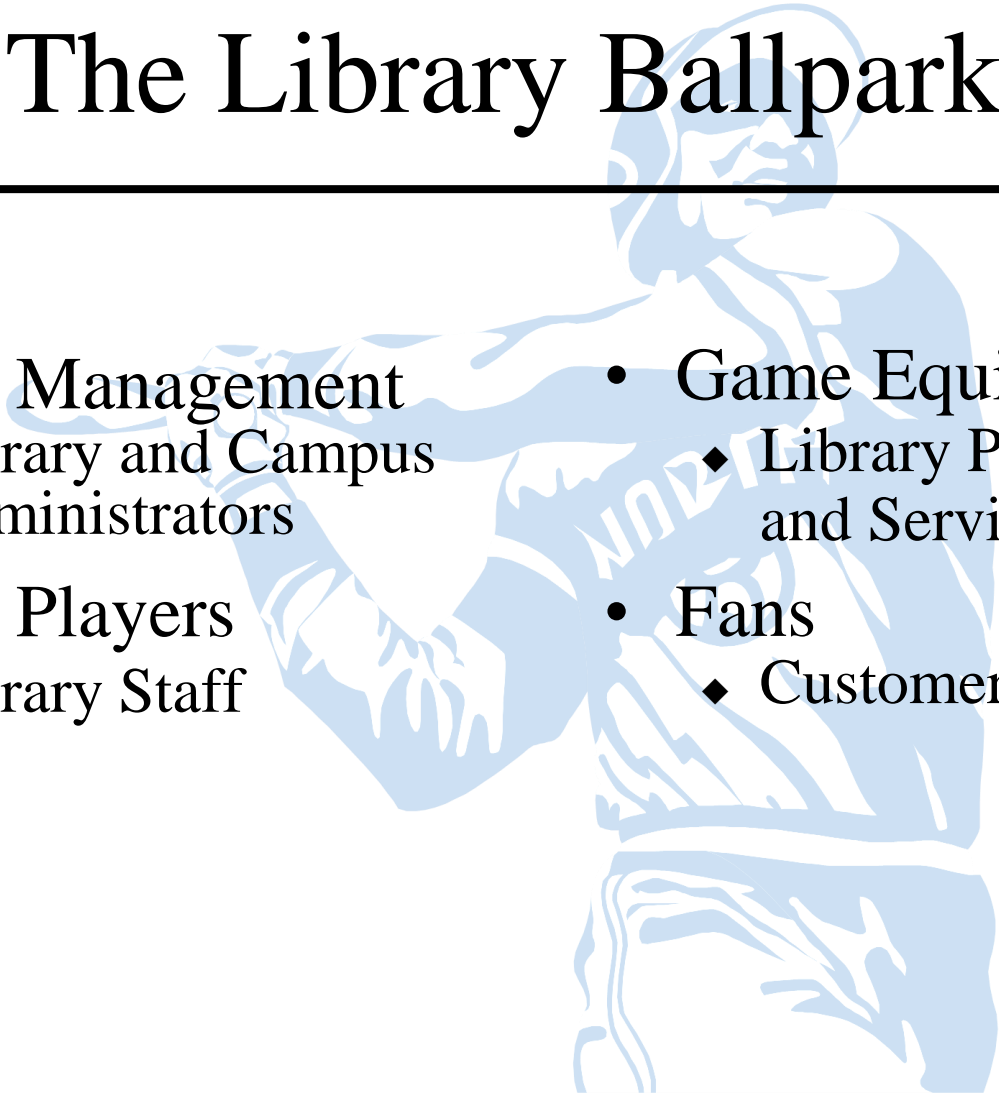 The Library Ballpark
Management
rary and Campus
ministrators
Players
rary Staff
• Game Equi
◆ Library P
and Servi
• Fans
◆ Customer